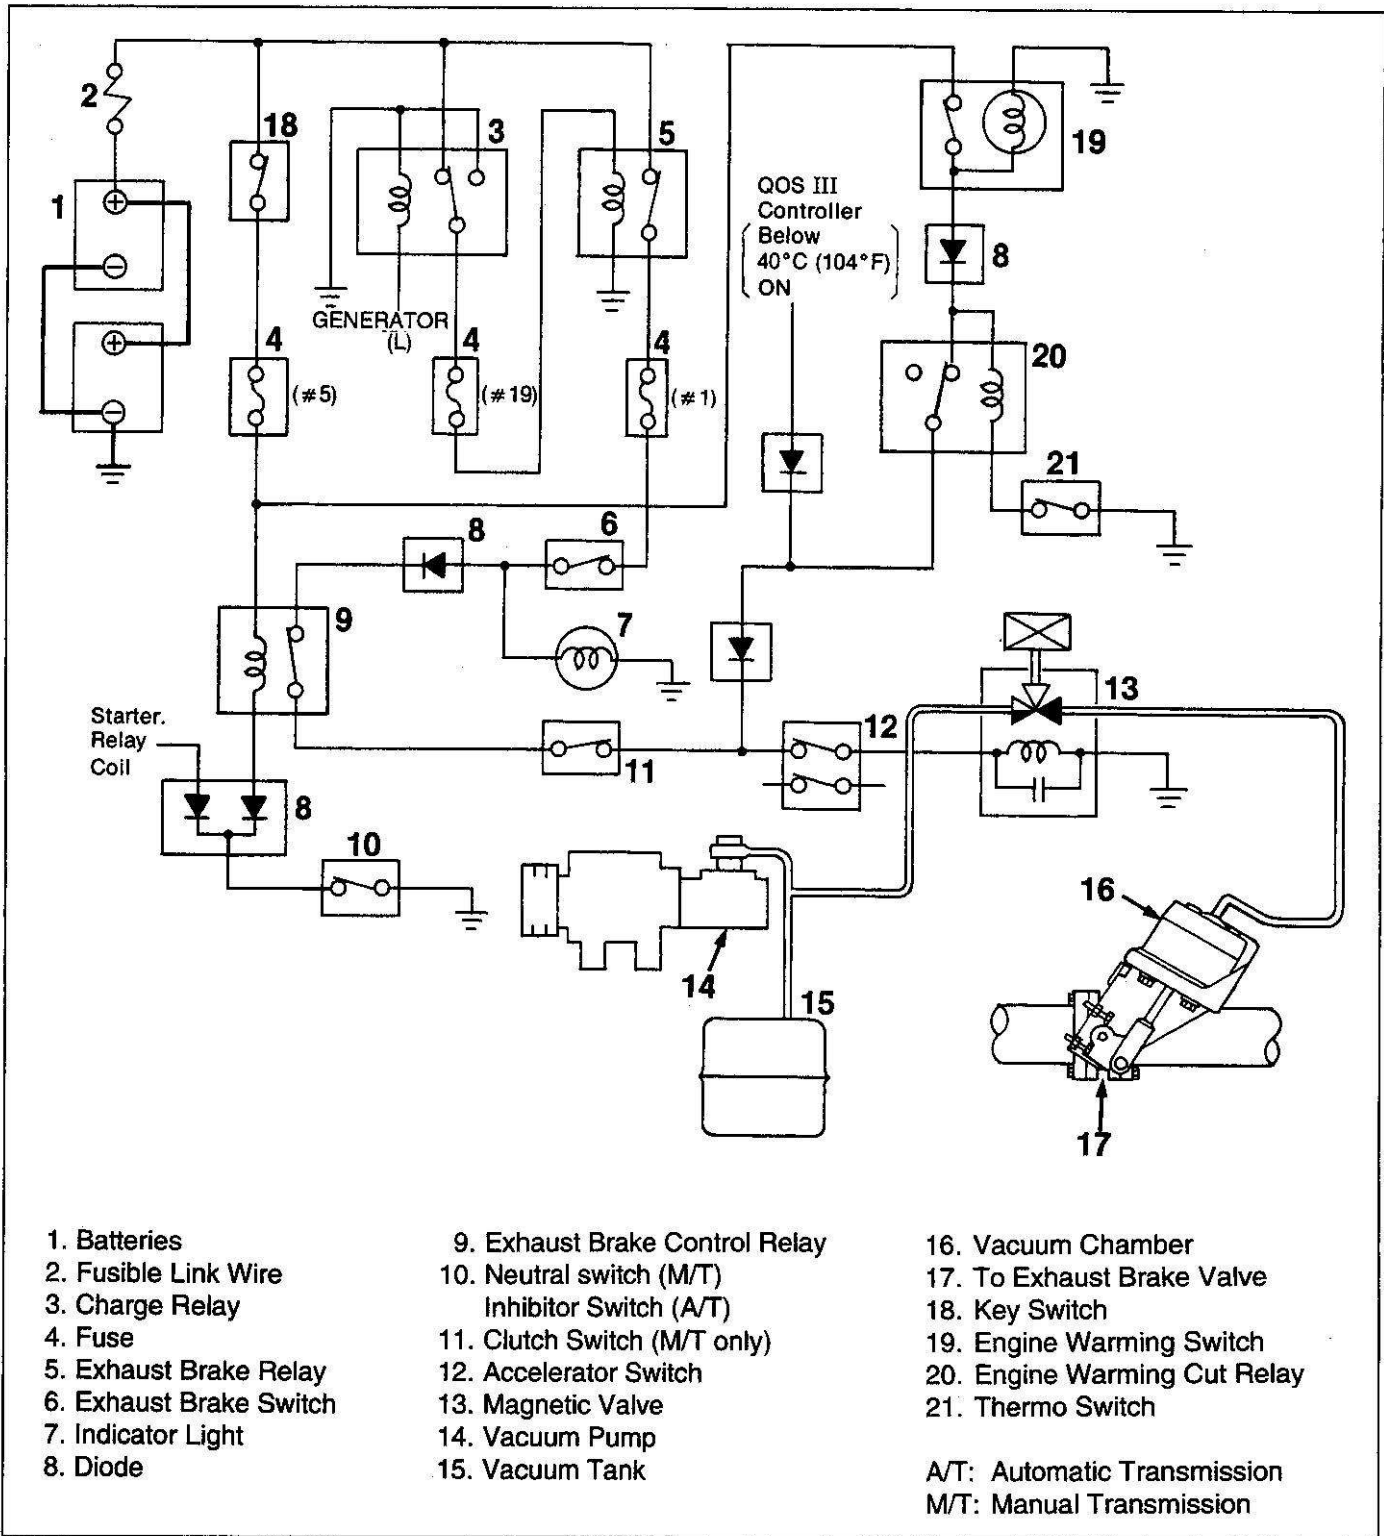 2
18
3
5
19
1
QOS III
Controller
Below
40°C (104°F)
ON
8
GENERATOR
(L)
4
(#5)
4
(#19)
4
(#1)
20
21
8
6
9
7
13
Starter.
Relay
Coil
12
11
8
10
16
14
15
17
1. Batteries
2. Fusible Link Wire
3. Charge Relay
4. Fuse
5. Exhaust Brake Relay
6. Exhaust Brake Switch
7. Indicator Light
8. Diode
9. Exhaust Brake Control Relay
10. Neutral switch (M/T)
Inhibitor Switch (A/T)
11. Clutch Switch (M/T only)
12. Accelerator Switch
13. Magnetic Valve
14. Vacuum Pump
15. Vacuum Tank
16. Vacuum Chamber
17. To Exhaust Brake Valve
18. Key Switch
19. Engine Warming Switch
20. Engine Warming Cut Relay
21. Thermo Switch
A/T: Automatic Transmission
M/T: Manual Transmission